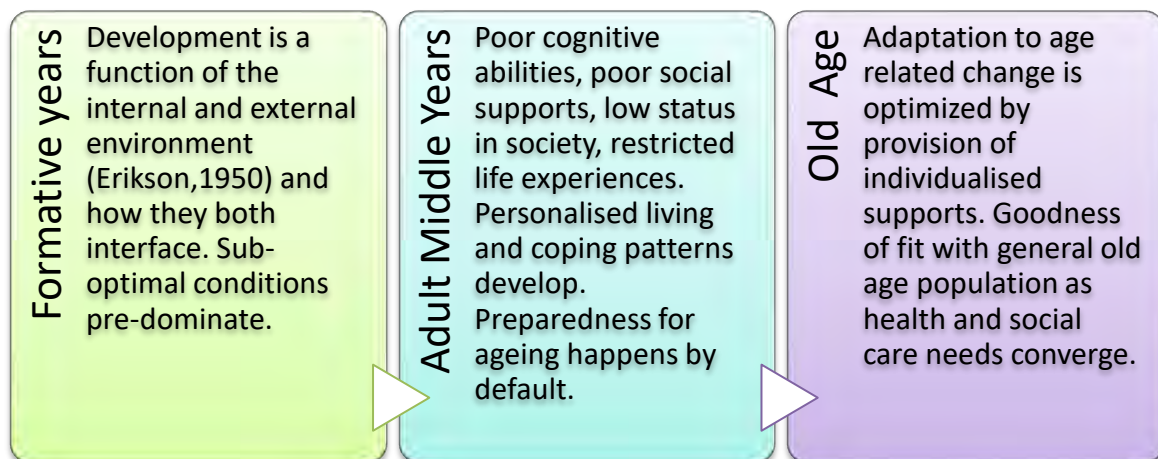 Formative years
Development is a
function of the
internal and external
environment
(Erikson,1950) and
how they both
interface. Sub-
optimal conditions
pre-dominate.
Adult Middle Years
Poor cognitive
abilities, poor social
supports, low status
in society, restricted
life experiences.
Personalised living
and coping patterns
develop.
Preparedness for
ageing happens by
default.
Old Age
Adaptation to age
related change is
optimized by
provision of
individualised
supports. Goodness
of fit with general old
age population as
health and social
care needs converge.